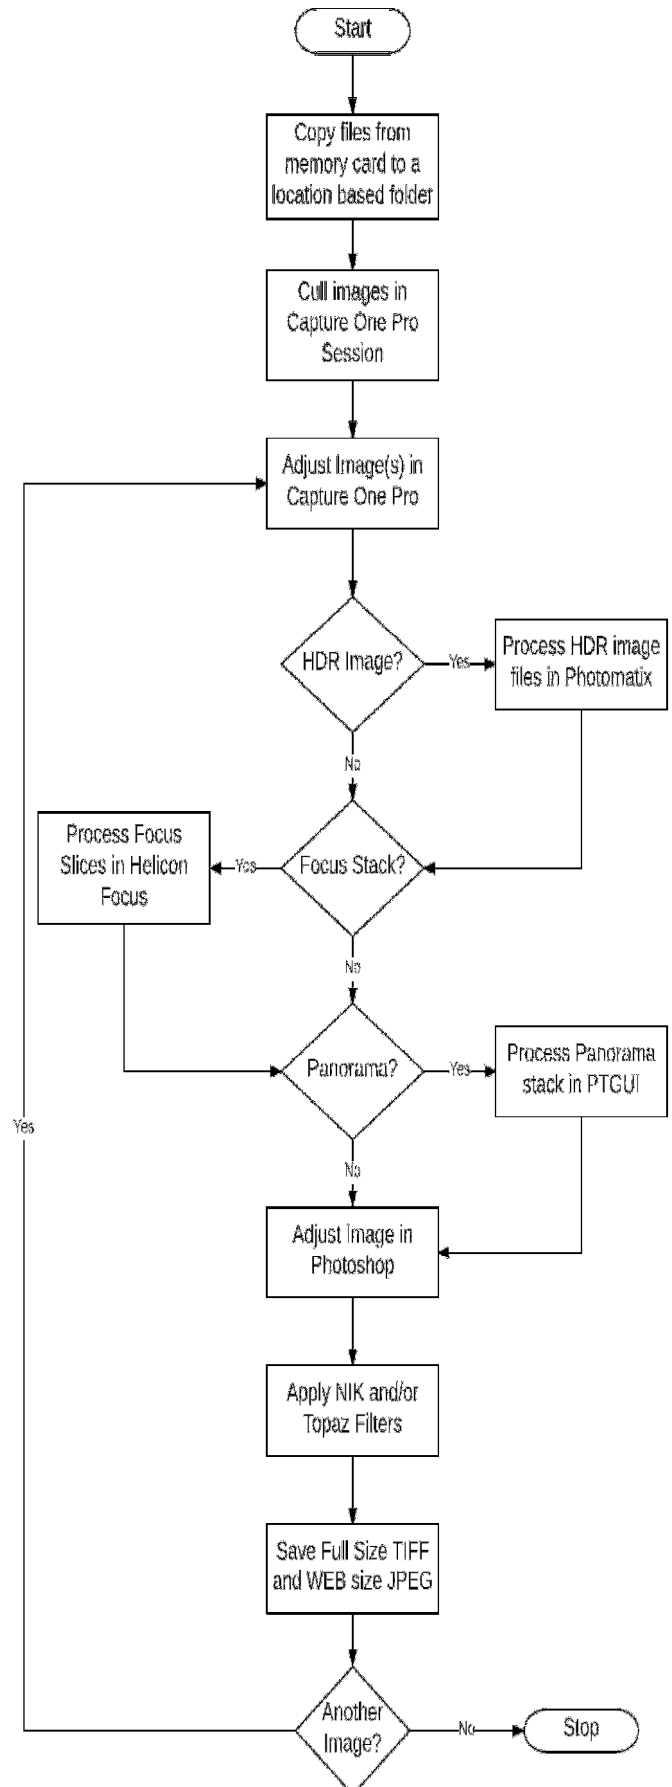 Start
Copy files from
memory card to a
location based folder
Cull images in
Capture One Pro
Session
Adjust Image(s) in
Capture One Pro
HDR Image?
Yes
Process HDR image
files in Photomatix
No
Process Focus
Slices in Helicon
Focus
Yes
Focus Stack?
No
Panorama?
Yes
Process Panorama
stack in PTGUI
Yes
No
Adjust Image in
Photoshop
Apply NIK and/or
Topaz Filters
Save Full Size TIFF
and WEB size JPEG
Another
Image?
No
Stop